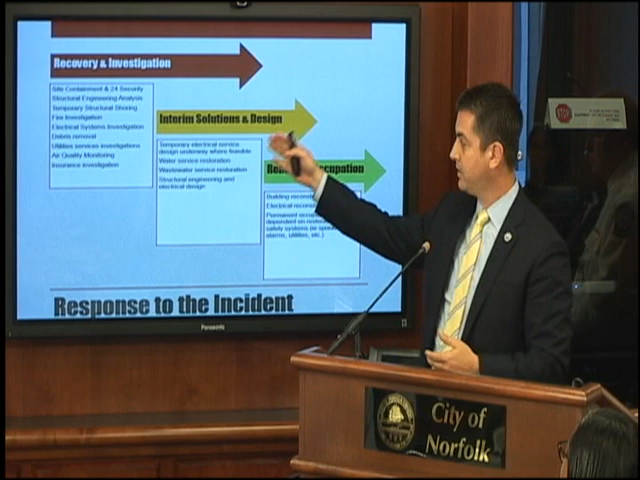 Recovery & Investigation
Site Containment & 24 Security
Structural Engineering Analysis
Temporary Structural Shoring
Fire Investigation
Electrical Systems Investigation
Debris removal
Utilities services investigations
Air Quality Monitoring
Insurance investigation
Interim Solutions & Design
Temporary electrical service
design underway where feasible
Water service restoration
Wastewater service restoration
Structural engineering and
electrical design
Building
Electrical
Permanent
dependent on
safety systems (ie
alarms, utilities, etc.)
Response to the Incident
Panasonic
City of
Norfolk